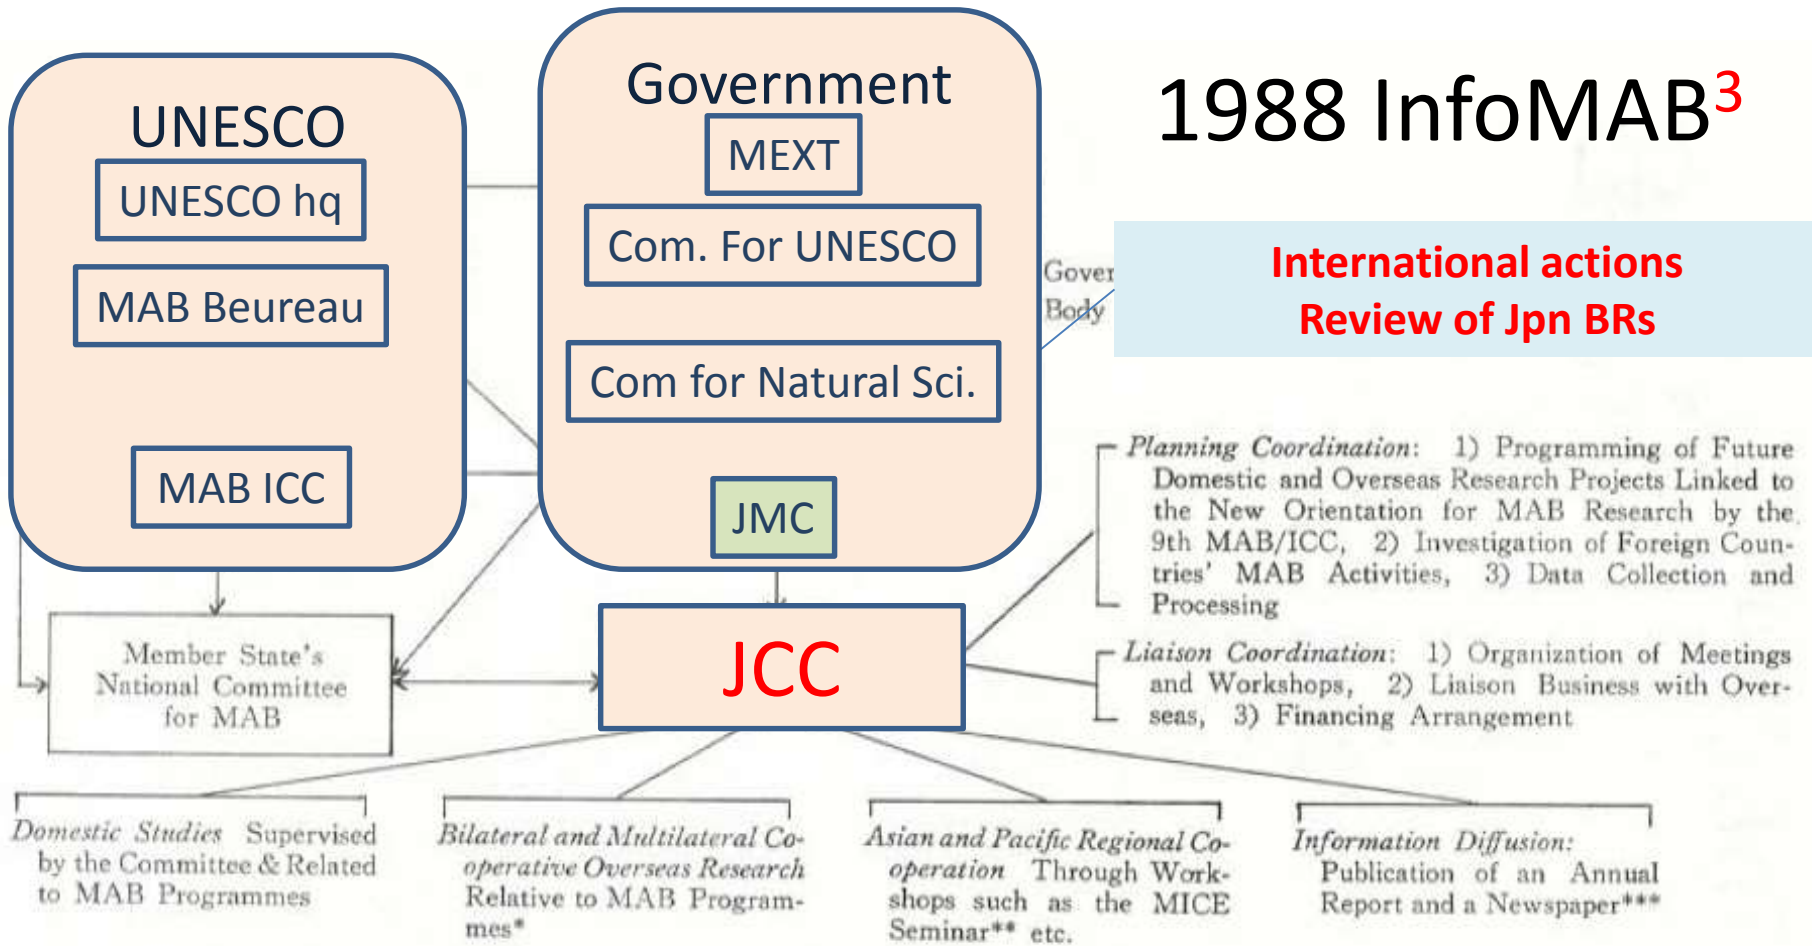 1988 InfoMAB3
UNESCO
UNESCO hq
MAB Beureau
MAB ICC
Government
MEXT
Com. For UNESCO
Com for Natural Sci.
JMC
Gover
Body
International actions
Review of Jpn BRs
Planning Coordination: 1) Programming of Future
Domestic and Overseas Research Projects Linked to
the New Orientation for MAB Research by the
9th MAB/ICC, 2) Investigation of Foreign Coun-
tries' MAB Activities, 3) Data Collection and
Processing
Member State's
National Committee
for MAB
JCC
Liaison Coordination: 1) Organization of Meetings
and Workshops, 2) Liaison Business with Over-
seas, 3) Financing Arrangement
Domestic Studies Supervised
by the Committee & Related
to MAB Programmes
Bilateral and Multilateral Co-
operative Overseas Research
Relative to MAB Program-
mes*
Asian and Pacific Regional Co-
operation Through Work-
shops such as the MICE
Seminar** etc.
Information Diffusion:
Publication of an Annual
Report and a Newspaper***